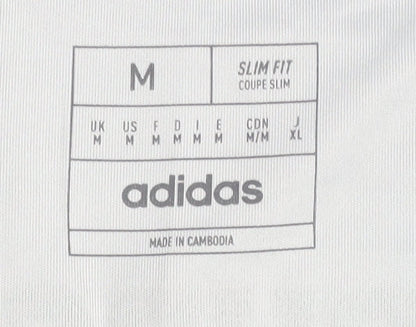 M
SLIM FIT
COUPE SLIM
UK US F D I E CDN J
M M M M M M M/M XL
adidas
MADE IN CAMBODIA